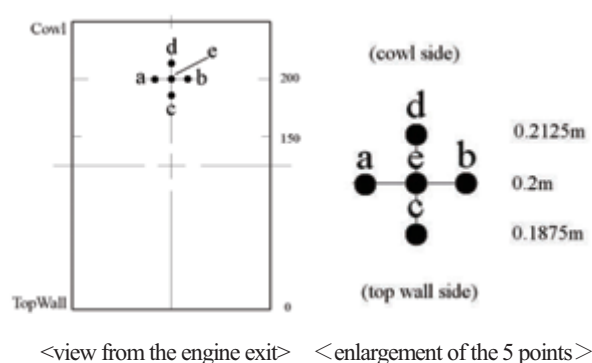 Cowl
d
e
a
b
c
200
150
TopWall
0
(cowl side)
d
0.2125m
a
e
b
0.2m
c
0.1875m
(top wall side)
<view from the engine exit>
＜enlargement of the 5 points＞